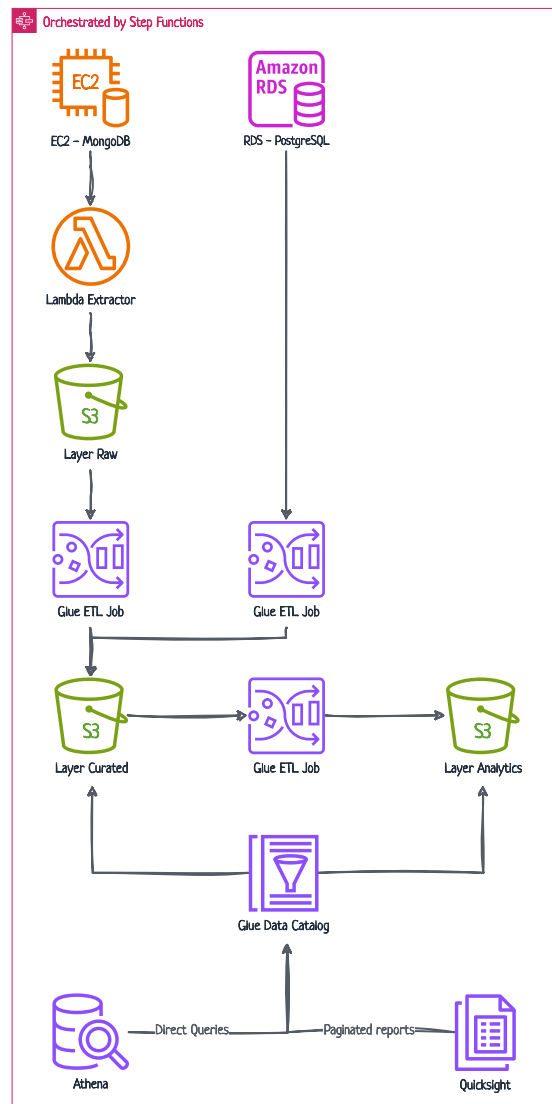 Orchestrated by Step Functions
EC2
EC2 - MongoDB
Amazon
RDS
RDS - PostgreSQL
Lambda Extractor
S3
Layer Raw
Glue ETL Job
Glue ETL Job
S3
Layer Curated
Glue ETL Job
S3
Layer Analytics
Glue Data Catalog
Direct Queries
Paginated reports
Athena
Quicksight